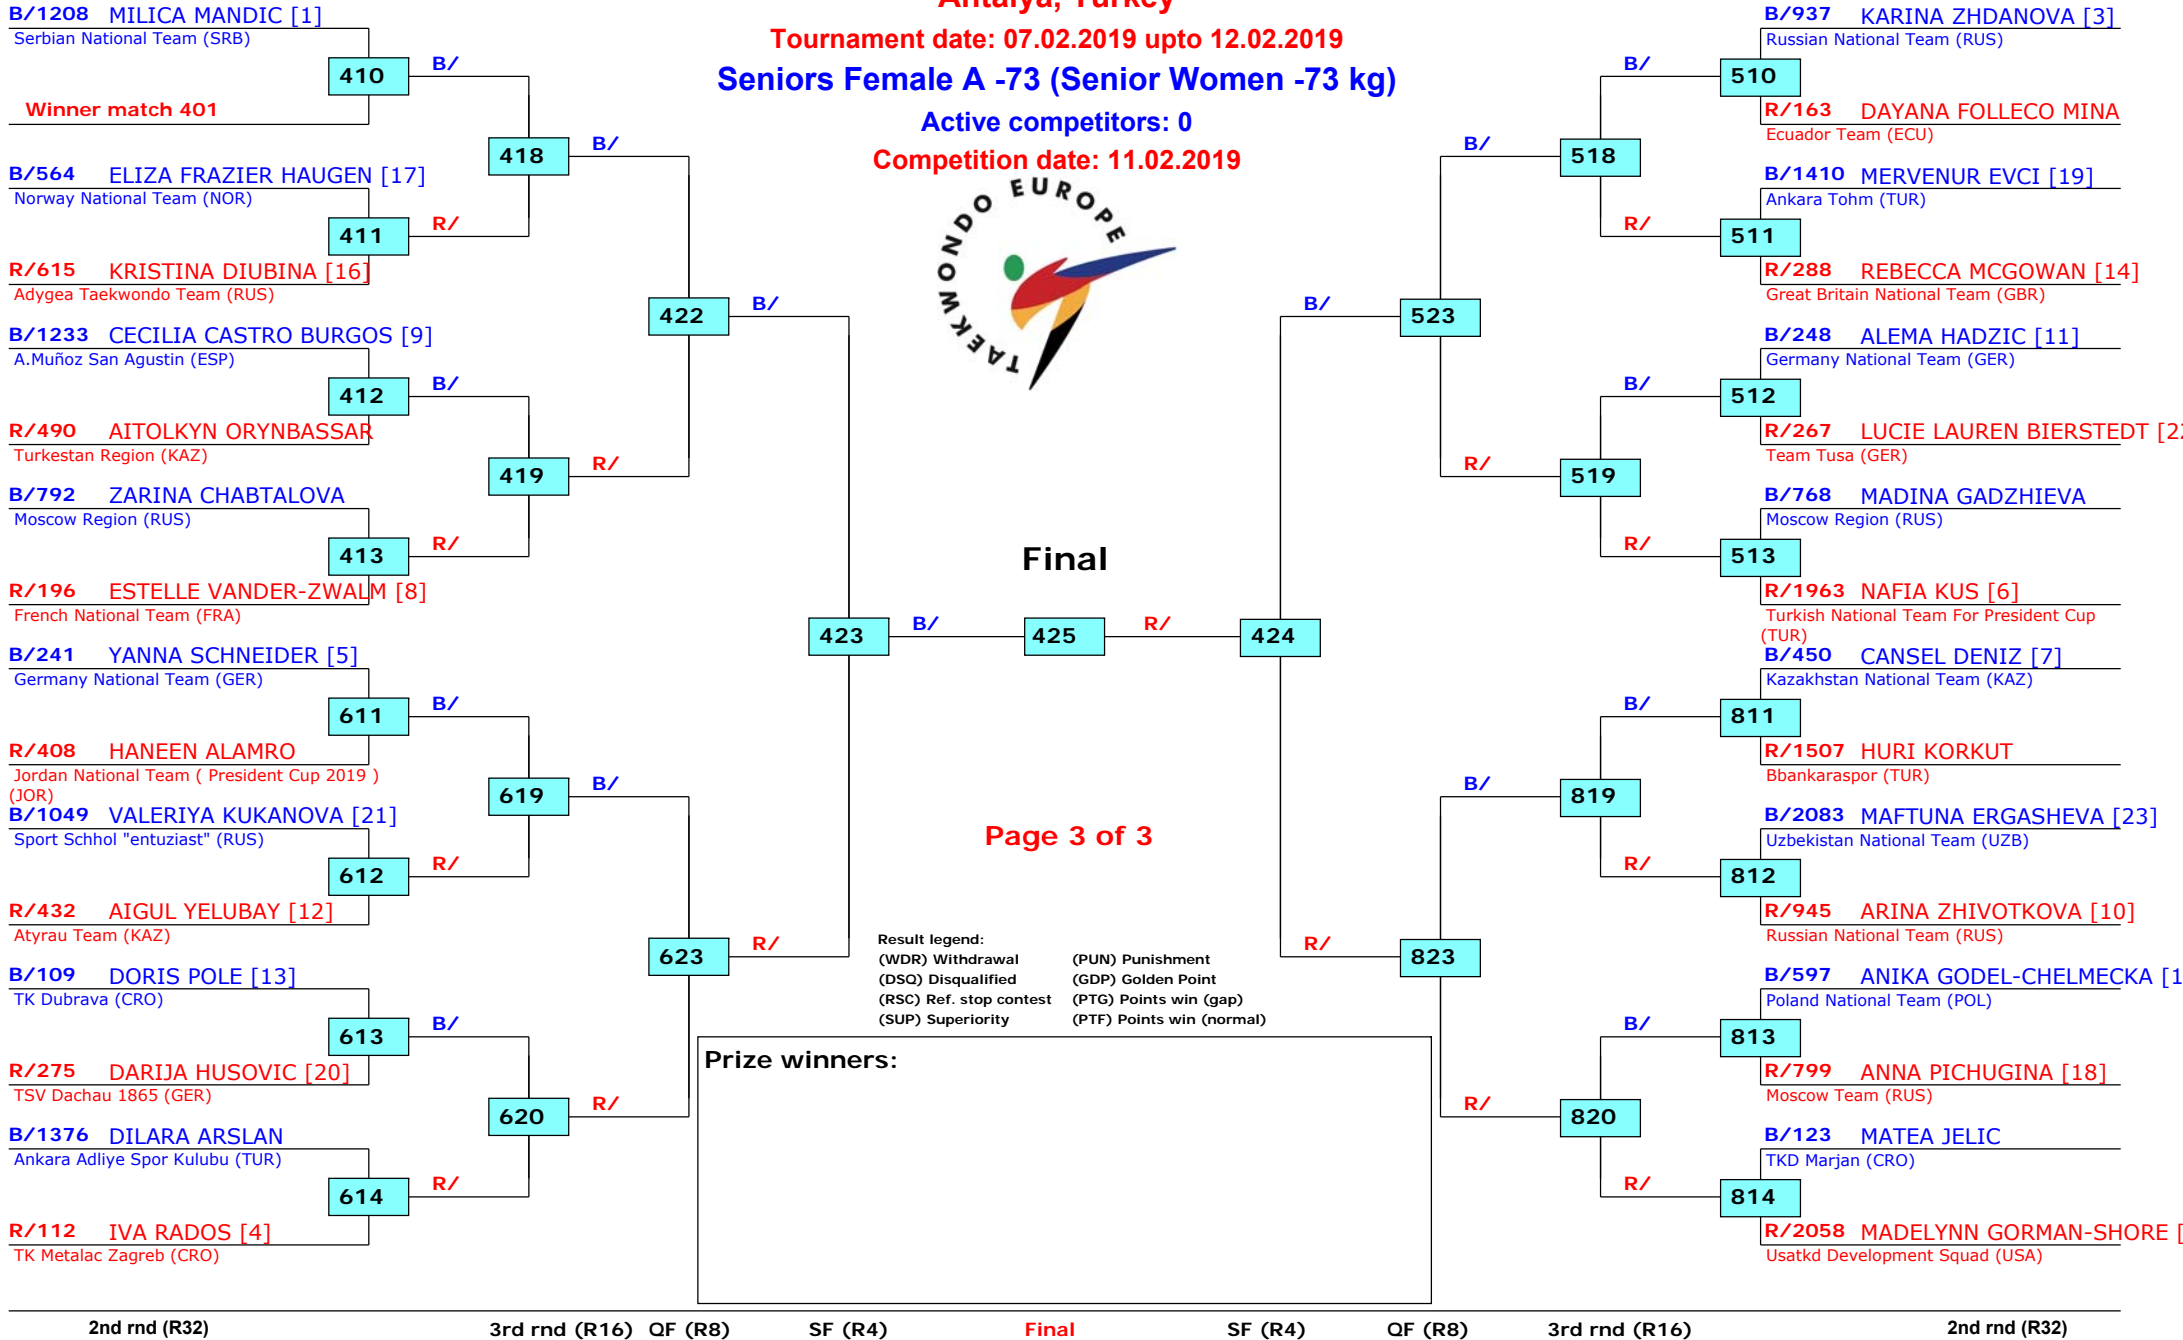 Antalya, Turkey
Tournament date: 07.02.2019 upto 12.02.2019
Seniors Female A -73 (Senior Women -73 kg)
Active competitors: 0
Competition date: 11.02.2019
TAEKWONDO EUROPE
B/1208 MILICA MANDIC [1]
Serbian National Team (SRB)
410
B/
Winner match 401
418
B/
B/564 ELIZA FRAZIER HAUGEN [17]
Norway National Team (NOR)
411
R/
R/615 KRISTINA DIUBINA [16]
Adygea Taekwondo Team (RUS)
422
B/
B/1233 CECILIA CASTRO BURGOS [9]
A.Muñoz San Agustin (ESP)
412
B/
R/490 AITOLKYN ORYNBASSAR
Turkestan Region (KAZ)
419
R/
B/792 ZARINA CHABTALOVA
Moscow Region (RUS)
413
R/
R/196 ESTELLE VANDER-ZWALM [8]
French National Team (FRA)
423
B/
B/241 YANNA SCHNEIDER [5]
Germany National Team (GER)
611
B/
R/408 HANEEN ALAMRO
Jordan National Team ( President Cup 2019 )
(JOR)
619
B/
B/1049 VALERIYA KUKANOVA [21]
Sport Schhol "entuziast" (RUS)
612
R/
R/432 AIGUL YELUBAY [12]
Atyrau Team (KAZ)
623
R/
B/109 DORIS POLE [13]
TK Dubrava (CRO)
613
B/
R/275 DARIJA HUSOVIC [20]
TSV Dachau 1865 (GER)
620
R/
B/1376 DILARA ARSLAN
Ankara Adliye Spor Kulubu (TUR)
614
R/
R/112 IVA RADOS [4]
TK Metalac Zagreb (CRO)
Final
425
R/
Page 3 of 3
Result legend:
(WDR) Withdrawal (PUN) Punishment
(DSQ) Disqualified (GDP) Golden Point
(RSC) Ref. stop contest (PTG) Points win (gap)
(SUP) Superiority (PTF) Points win (normal)
Prize winners:
B/937 KARINA ZHDANOVA [3]
Russian National Team (RUS)
B/
510
R/163 DAYANA FOLLECO MINA
Ecuador Team (ECU)
B/
518
B/1410 MERVENUR EVCI [19]
Ankara Tohm (TUR)
R/
511
R/288 REBECCA MCGOWAN [14]
Great Britain National Team (GBR)
B/
523
B/248 ALEMA HADZIC [11]
Germany National Team (GER)
B/
512
R/267 LUCIE LAUREN BIERSTEDT
Team Tusa (GER)
R/
519
B/768 MADINA GADZHIEVA
Moscow Region (RUS)
R/
513
R/1963 NAFIA KUS [6]
Turkish National Team For President Cup
(TUR)
424
B/450 CANSEL DENIZ [7]
Kazakhstan National Team (KAZ)
B/
811
R/1507 HURI KORKUT
Bbankaraspor (TUR)
B/
819
B/2083 MAFTUNA ERGASHEVA [23]
Uzbekistan National Team (UZB)
R/
812
R/945 ARINA ZHIVOTKOVA [10]
Russian National Team (RUS)
R/
823
B/597 ANIKA GODEL-CHELMECKA
Poland National Team (POL)
B/
813
R/799 ANNA PICHUGINA [18]
Moscow Team (RUS)
R/
820
B/123 MATEA JELIC
TKD Marjan (CRO)
R/
814
R/2058 MADELYNN GORMAN-SHORE
Usatkd Development Squad (USA)
2nd rnd (R32) 3rd rnd (R16) QF (R8) SF (R4) Final SF (R4) QF (R8) 3rd rnd (R16) 2nd rnd (R32)